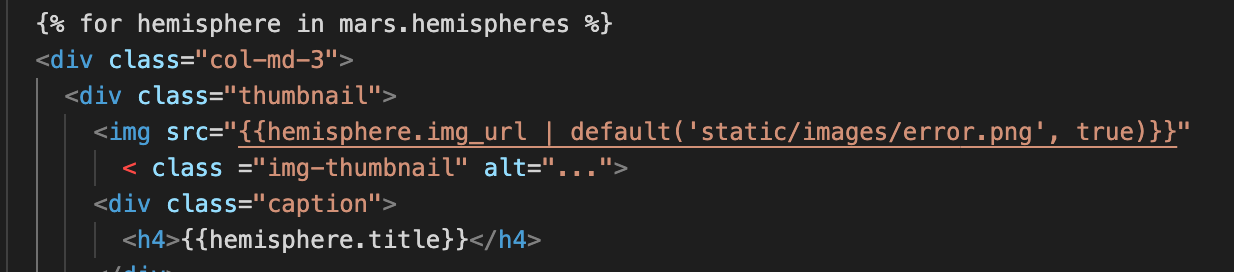 {% for hemisphere in mars.hemispheres %}
<div class="col-md-3">
<div class="thumbnail">
<img src="{{hemisphere.img_url | default('static/images/error.png', true)}}"
< class ="img-thumbnail" alt="...">
<div class="caption">
<h4>{{hemisphere.title}}</h4>
</div>